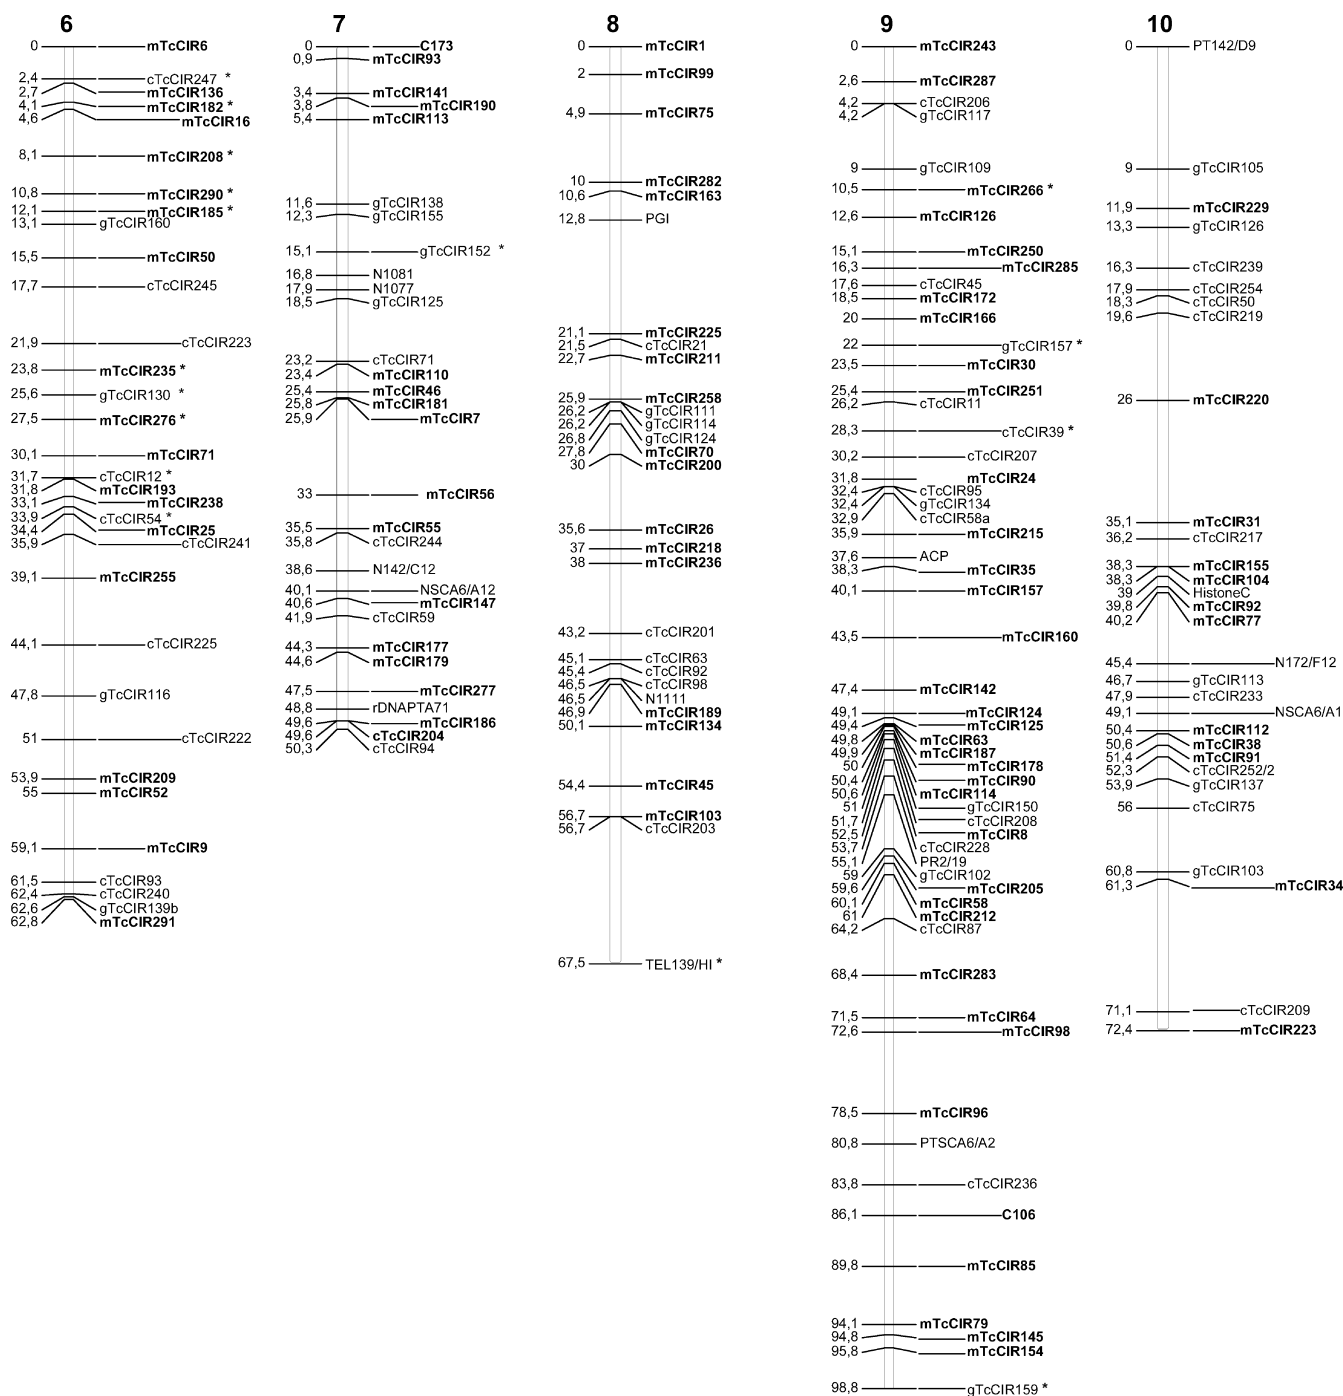 6
0 mTcCIR6
2,4 cTcCIR247 *
2,7 mTcCIR136
4,1 mTcCIR182 *
4,6 mTcCIR16
8,1 mTcCIR208 *
10,8 mTcCIR290 *
12,1 mTcCIR185 *
13,1 gTcCIR160
15,5 mTcCIR50
17,7 cTcCIR245
21,9 cTcCIR223
23,8 mTcCIR235 *
25,6 gTcCIR130 *
27,5 mTcCIR276 *
30,1 mTcCIR71
31,7 cTcCIR12 *
31,8 mTcCIR193
33,1 mTcCIR238
33,9 cTcCIR54 *
34,4 mTcCIR25
35,9 cTcCIR241
39,1 mTcCIR255
44,1 cTcCIR225
47,8 gTcCIR116
51 cTcCIR222
53,9 mTcCIR209
55 mTcCIR52
59,1 mTcCIR9
61,5 cTcCIR93
62,4 cTcCIR240
62,6 gTcCIR139b
62,8 mTcCIR291
7
0 C173
0,9 mTcCIR93
3,4 mTcCIR141
3,8 mTcCIR190
5,4 mTcCIR113
11,6 gTcCIR138
12,3 gTcCIR155
15,1 gTcCIR152 *
16,8 N1081
17,9 N1077
18,5 gTcCIR125
23,2 cTcCIR71
23,4 mTcCIR110
25,4 mTcCIR46
25,8 mTcCIR181
25,9 mTcCIR7
33 mTcCIR56
35,5 mTcCIR55
35,8 cTcCIR244
38,6 N142/C12
40,1 NSCA6/A12
40,6 mTcCIR147
41,9 cTcCIR59
44,3 mTcCIR177
44,6 mTcCIR179
47,5 mTcCIR277
48,8 rDNAPTA71
49,6 mTcCIR186
49,6 cTcCIR204
50,3 cTcCIR94
8
0 mTcCIR1
2 mTcCIR99
4,9 mTcCIR75
10 mTcCIR282
10,6 mTcCIR163
12,8 PGI
21,1 mTcCIR225
21,5 cTcCIR21
22,7 mTcCIR211
25,9 mTcCIR258
26,2 gTcCIR111
26,2 gTcCIR114
26,8 gTcCIR124
27,8 mTcCIR70
30 mTcCIR200
35,6 mTcCIR26
37 mTcCIR218
38 mTcCIR236
43,2 cTcCIR201
45,1 cTcCIR63
45,4 cTcCIR92
46,5 cTcCIR98
46,5 N1111
46,9 mTcCIR189
50,1 mTcCIR134
54,4 mTcCIR45
56,7 mTcCIR103
56,7 cTcCIR203
67,5 TEL139/HI *
9
0 mTcCIR243
2,6 mTcCIR287
4,2 cTcCIR206
4,2 gTcCIR117
9 gTcCIR109
10,5 mTcCIR266 *
12,6 mTcCIR126
15,1 mTcCIR250
16,3 mTcCIR285
17,6 cTcCIR45
18,5 mTcCIR172
20 mTcCIR166
22 gTcCIR157 *
23,5 mTcCIR30
25,4 mTcCIR251
26,2 cTcCIR11
28,3 cTcCIR39 *
30,2 cTcCIR207
31,8 mTcCIR24
32,4 cTcCIR95
32,4 gTcCIR134
32,9 cTcCIR58a
35,9 mTcCIR215
37,6 ACP
38,3 mTcCIR35
40,1 mTcCIR157
43,5 mTcCIR160
47,4 mTcCIR142
49,1 mTcCIR124
49,4 mTcCIR125
49,8 mTcCIR63
49,9 mTcCIR187
50 mTcCIR178
50,4 mTcCIR90
50,6 mTcCIR114
51 gTcCIR150
51,7 cTcCIR208
52,5 mTcCIR8
53,7 cTcCIR228
55,1 PR2/19
59 gTcCIR102
59,6 mTcCIR205
60,1 mTcCIR58
61 mTcCIR212
64,2 cTcCIR87
68,4 mTcCIR283
71,5 mTcCIR64
72,6 mTcCIR98
78,5 mTcCIR96
80,8 PTSCA6/A2
83,8 cTcCIR236
86,1 C106
89,8 mTcCIR85
94,1 mTcCIR79
94,8 mTcCIR145
95,8 mTcCIR154
98,8 gTcCIR159 *
10
0 PT142/D9
9 gTcCIR105
11,9 mTcCIR229
13,3 gTcCIR126
16,3 cTcCIR239
17,9 cTcCIR254
18,3 cTcCIR50
19,6 cTcCIR219
26 mTcCIR220
35,1 mTcCIR31
36,2 cTcCIR217
38,3 mTcCIR155
38,3 mTcCIR104
39 HistoneC
39,8 mTcCIR92
40,2 mTcCIR77
45,4 N172/F12
46,7 gTcCIR113
47,9 cTcCIR233
49,1 NSCA6/A1
50,4 mTcCIR112
50,6 mTcCIR38
51,4 mTcCIR91
52,3 cTcCIR252/2
53,9 gTcCIR137
56 cTcCIR75
60,8 gTcCIR103
61,3 mTcCIR34
71,1 cTcCIR209
72,4 mTcCIR223